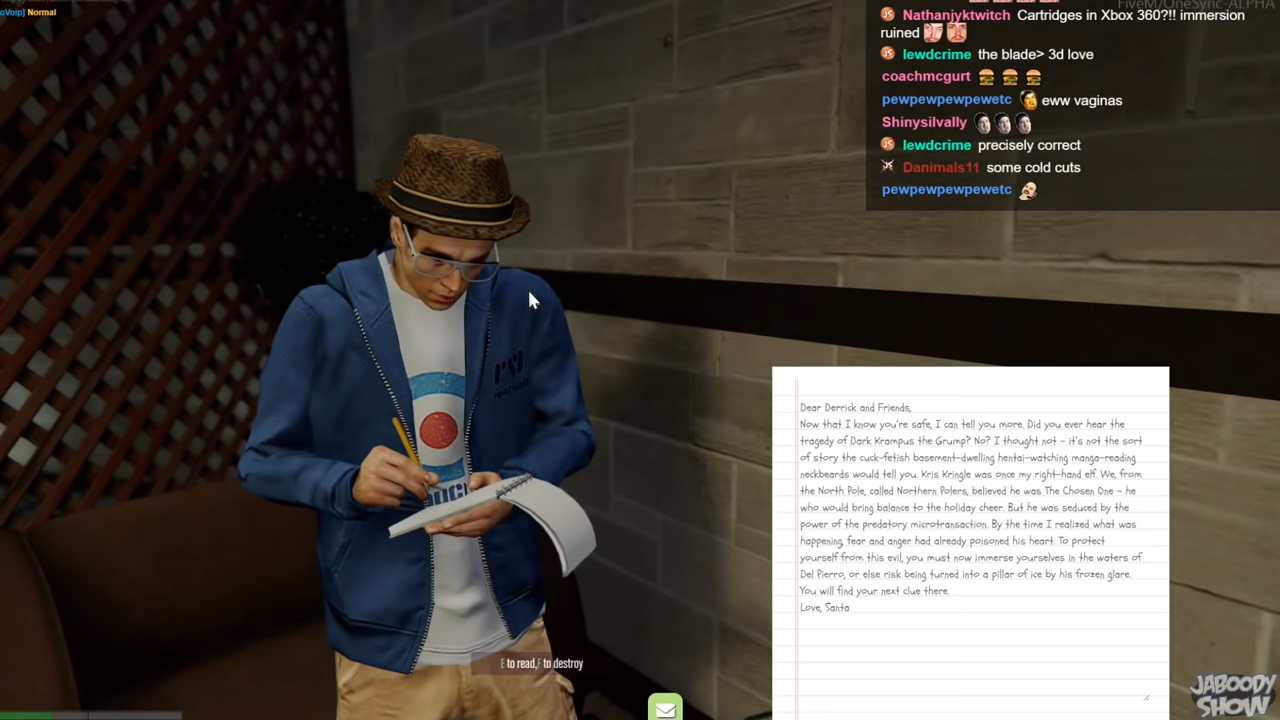 oVoip] Normal
FiveM/OneSync-ALPHA
Nathanjyktwitch Cartridges in Xbox 360?!! immersion
ruined
lewdcrime the blade> 3d love
coachmcgurt
pewpewpewpewetc eww vaginas
Shinysilvally
lewdcrime precisely correct
Danimals11 some cold cuts
pewpewpewpewetc
Dear Derrick and Friends,
Now that I know you're safe, I can tell you more. Did you ever hear the
tragedy of Dark Krampus the Grump? No? I thought not - it's not the sort
of story the cuck-fetish basement-dwelling hentai-watching manga-reading
neckbeards would tell you. Kris Kringle was once my right-hand elf. We, from
the North Pole, called Northern Polers, believed he was The Chosen One - he
who would bring balance to the holiday cheer. But he was seduced by the
power of the predatory microtransaction. By the time I realized what was
happening, fear and anger had already poisoned his heart. To protect
yourself from this evil, you must now immerse yourselves in the waters of
Del Pierro, or else risk being turned into a pillar of ice by his frozen glare.
You will find your next clue there.
Love, Santa
E to read,F to destroy
JABOODY
SHOW